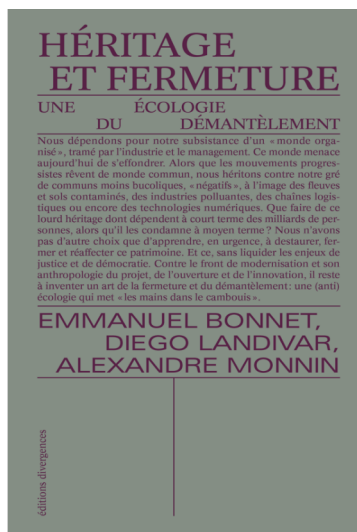 HÉRITAGE
ET FERMETURE
UNE ÉCOLOGIE
DU DÉMANTÈLEMENT
Nous dépendons pour notre subsistance d'un « monde orga-
nisé », tramé par l'industrie et le management. Ce monde menace
aujourd'hui de s'effondrer. Alors que les mouvements progres-
sistes rêvent de monde commun, nous héritons contre notre gré
de communs moins bucoliques, « négatifs », à l'image des fleuves
et sols contaminés, des industries polluantes, des chaînes logis-
tiques ou encore des technologies numériques. Que faire de ce
lourd héritage dont dépendent à court terme des milliards de per-
sonnes, alors qu'il les condamne à moyen terme ? Nous n'avons
pas d'autre choix que d'apprendre, en urgence, à destaurer, fer-
mer et réaffecter ce patrimoine. Et ce, sans liquider les enjeux de
justice et de démocratie. Contre le front de modernisation et son
anthropologie du projet, de l'ouverture et de l'innovation, il reste
à inventer un art de la fermeture et du démantèlement : une (anti)
écologie qui met « les mains dans le cambouis ».
EMMANUEL BONNET,
DIEGO LANDIVAR,
ALEXANDRE MONNIN
éditions divergences